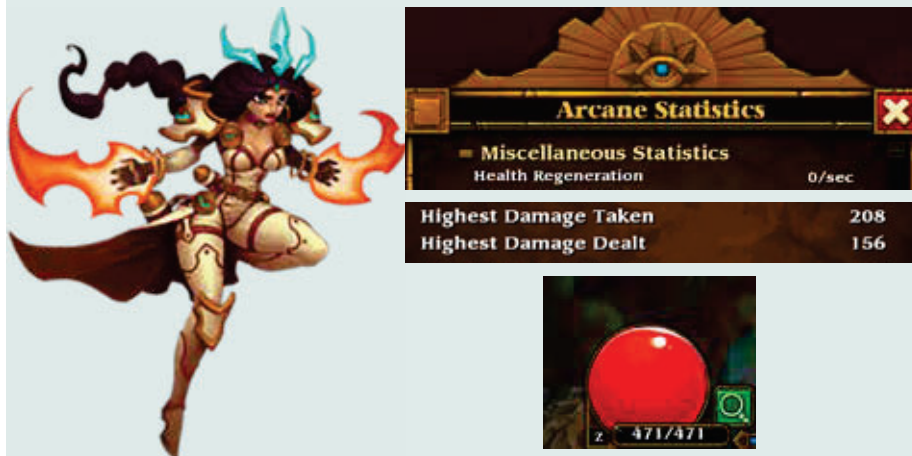 Arcane Statistics
Miscellaneous Statistics
Health Regeneration 0/sec
Highest Damage Taken 208
Highest Damage Dealt 156
z 471/471